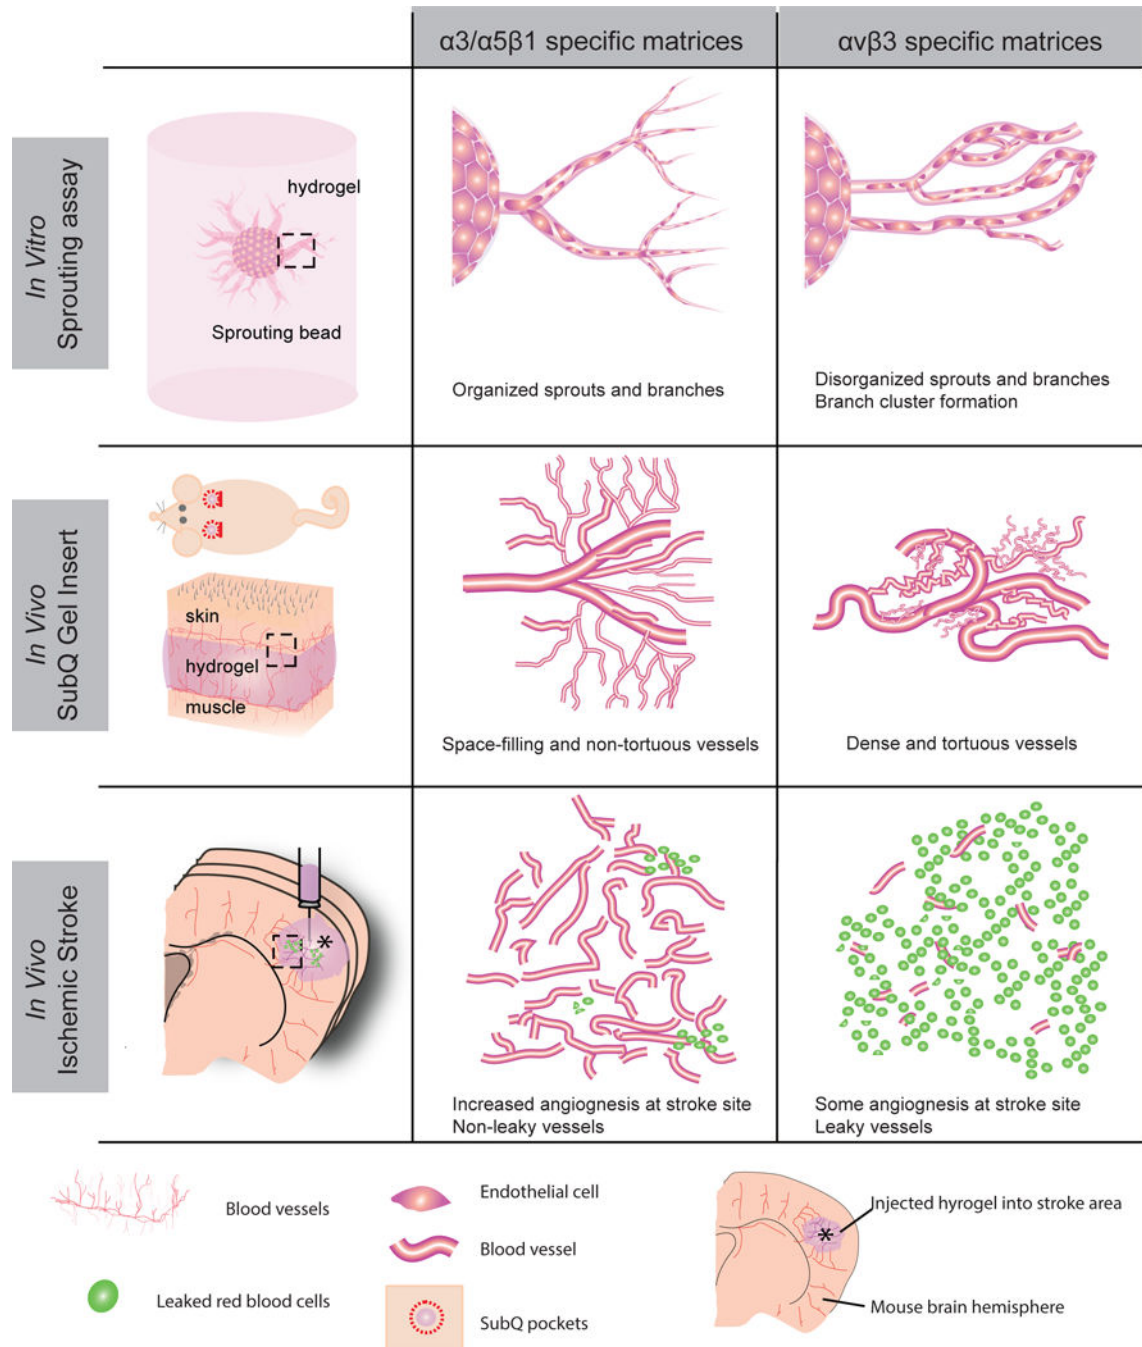 α3/α5β1 specific matrices
αvβ3 specific matrices
In Vitro
Sprouting assay
hydrogel
Sprouting bead
Organized sprouts and branches
Disorganized sprouts and branches
Branch cluster formation
In Vivo
SubQ Gel Insert
skin
hydrogel
muscle
Space-filling and non-tortuous vessels
Dense and tortuous vessels
In Vivo
Ischemic Stroke
*
Increased angiognesis at stroke site
Non-leaky vessels
Some angiognesis at stroke site
Leaky vessels
Blood vessels
Endothelial cell
Injected hyrogel into stroke area
Blood vessel
*
Leaked red blood cells
SubQ pockets
Mouse brain hemisphere